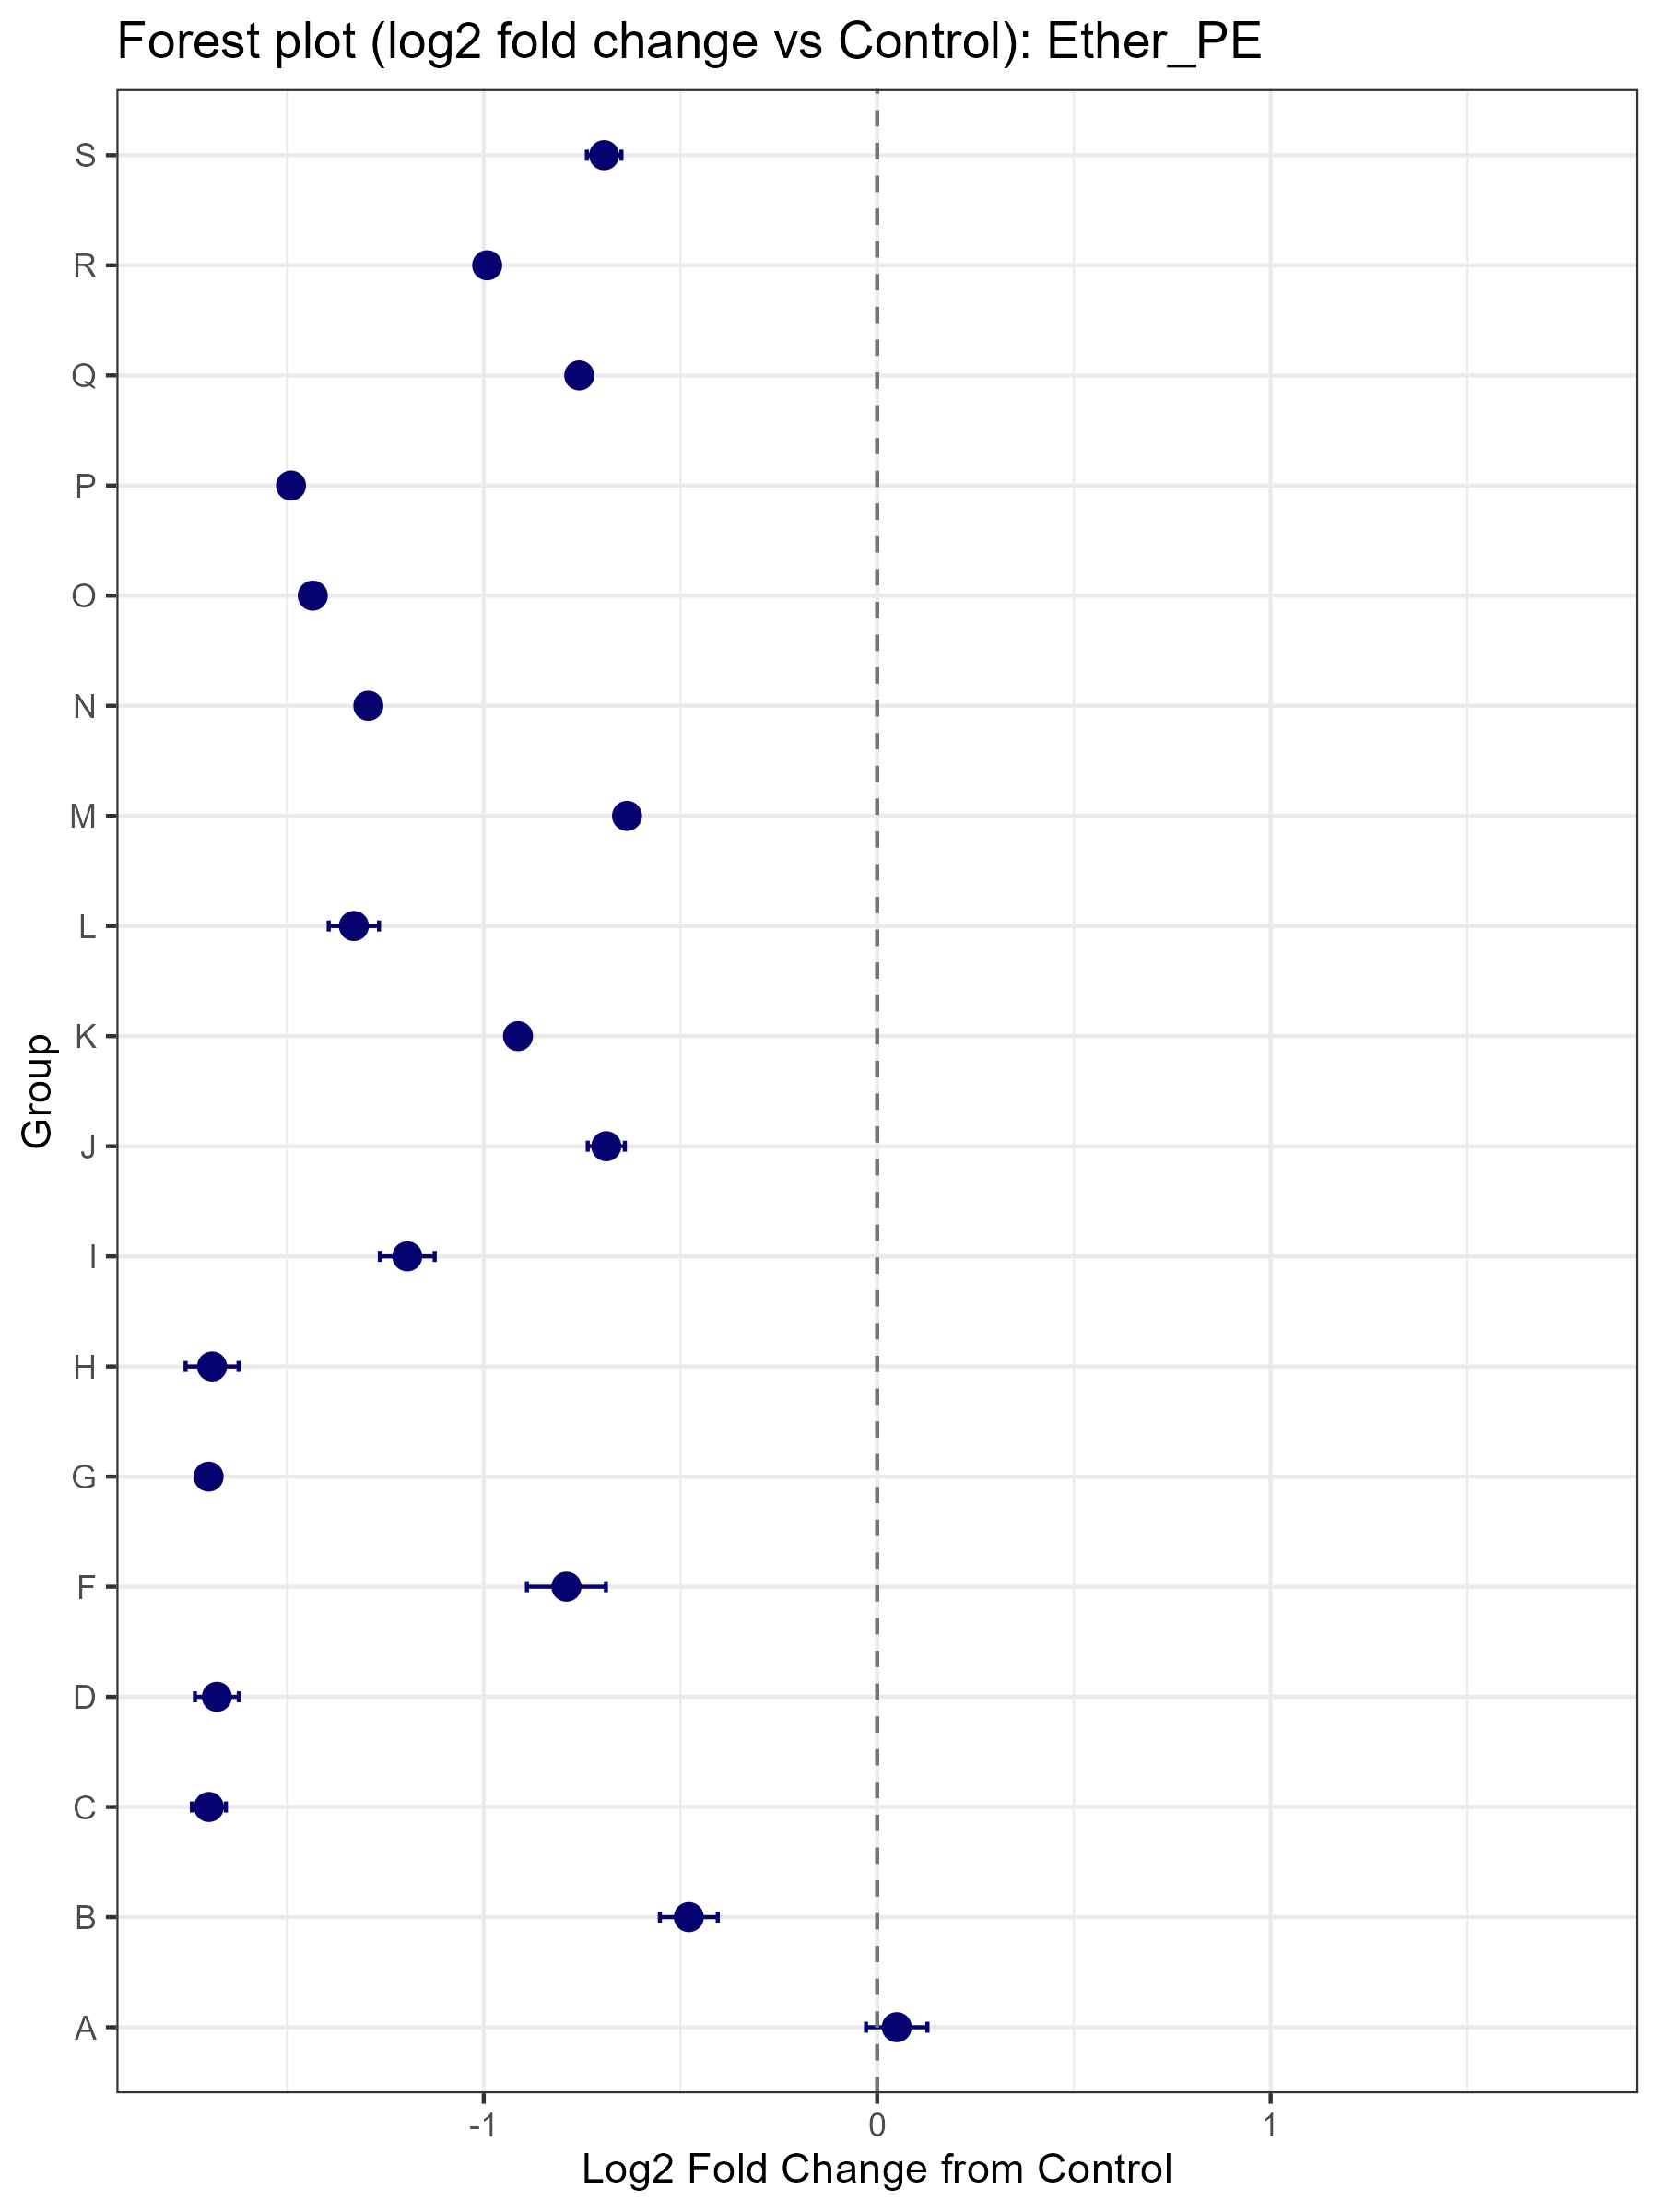 Forest plot (log2 fold change vs Control): Ether_PE
Group
S
R
Q
P
O
N
M
L
K
J
I
H
G
F
D
C
B
A
-1 0 1
Log2 Fold Change from Control